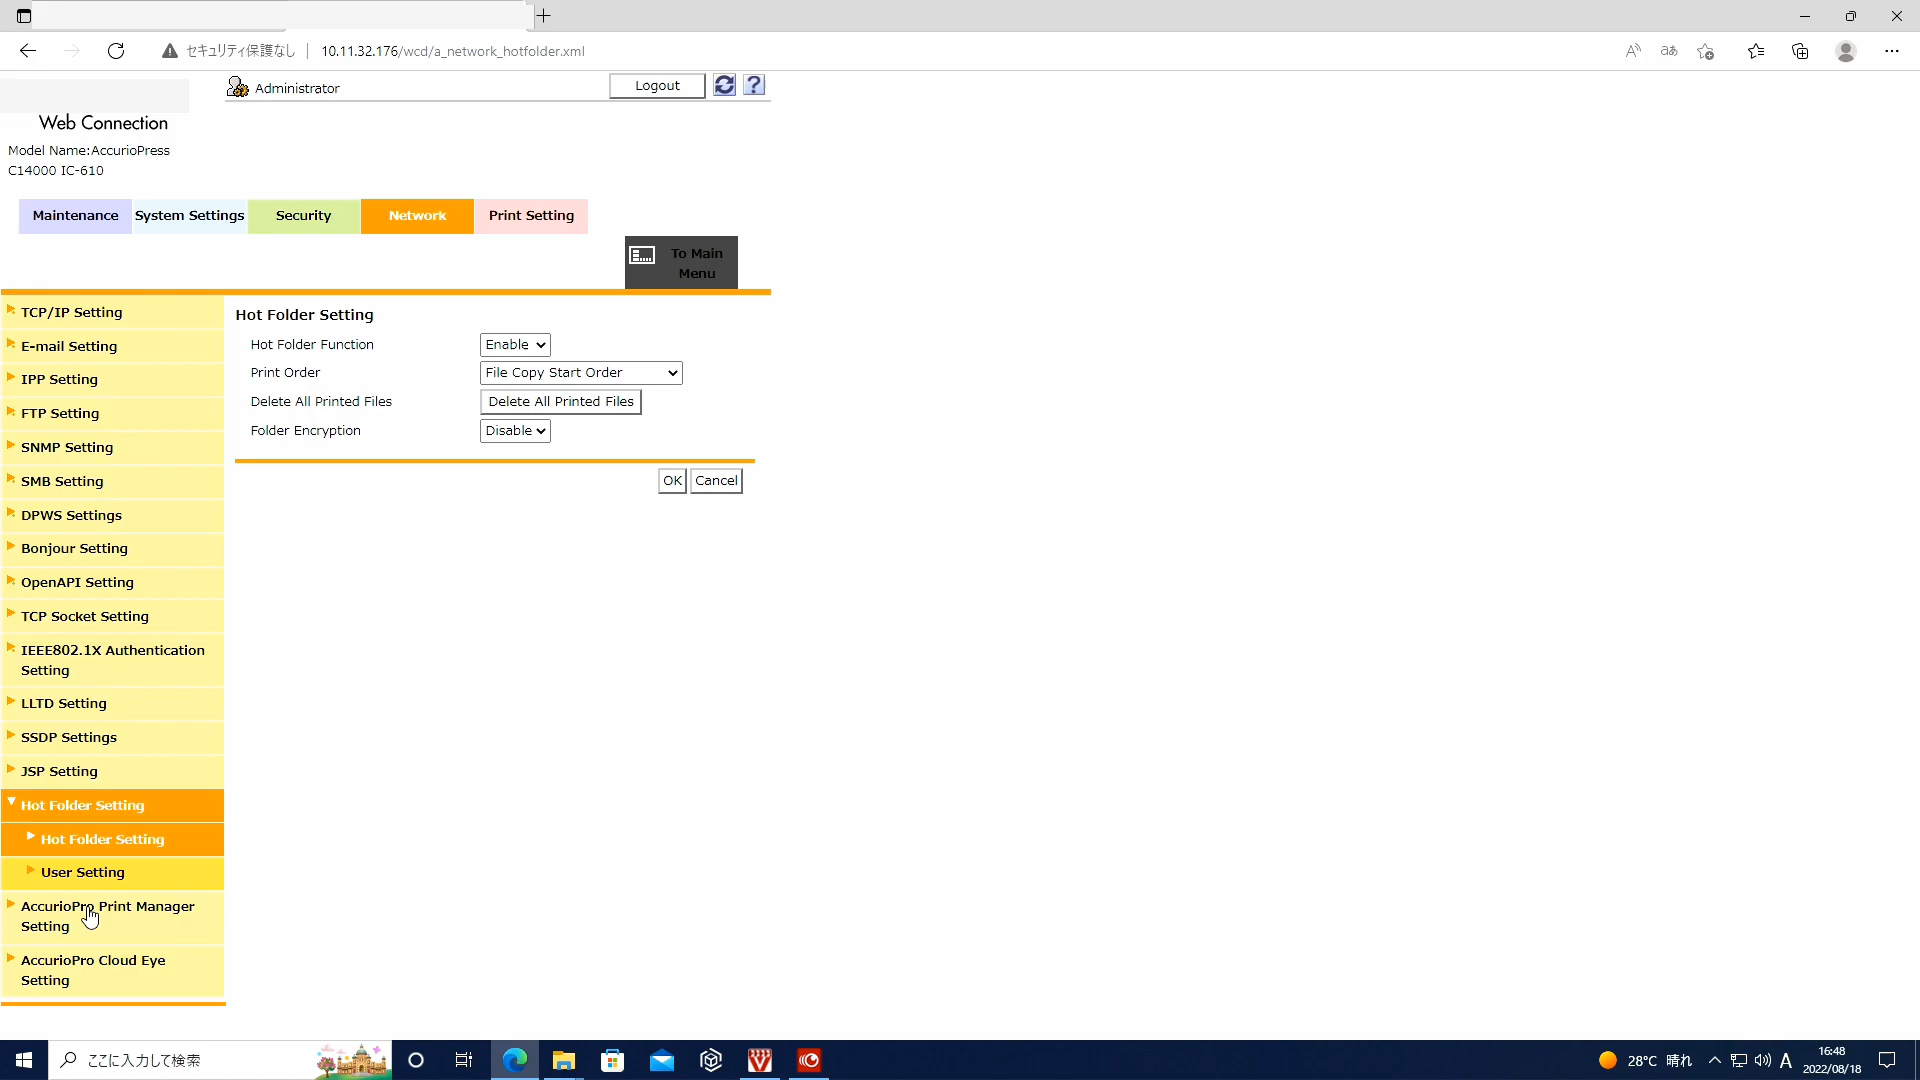 セキュリティ保護なし
10.11.32.176/wcd/a_network_hotfolder.xml
Administrator
Logout
?
Web Connection
Model Name:AccurioPress
C14000 IC-610
Maintenance
System Settings
Security
Network
Print Setting
To Main
Menu
TCP/IP Setting
E-mail Setting
IPP Setting
FTP Setting
SNMP Setting
SMB Setting
DPWS Settings
Bonjour Setting
OpenAPI Setting
TCP Socket Setting
IEEE802.1X Authentication
Setting
LLTD Setting
SSDP Settings
JSP Setting
Hot Folder Setting
Hot Folder Setting
User Setting
AccurioPro Print Manager
Setting
AccurioPro Cloud Eye
Setting
Hot Folder Setting
Hot Folder Function
Enable
Print Order
File Copy Start Order
Delete All Printed Files
Delete All Printed Files
Folder Encryption
Disable
OK
Cancel
ここに入力して検索
28°C 晴れ
A
16:48
2022/08/18